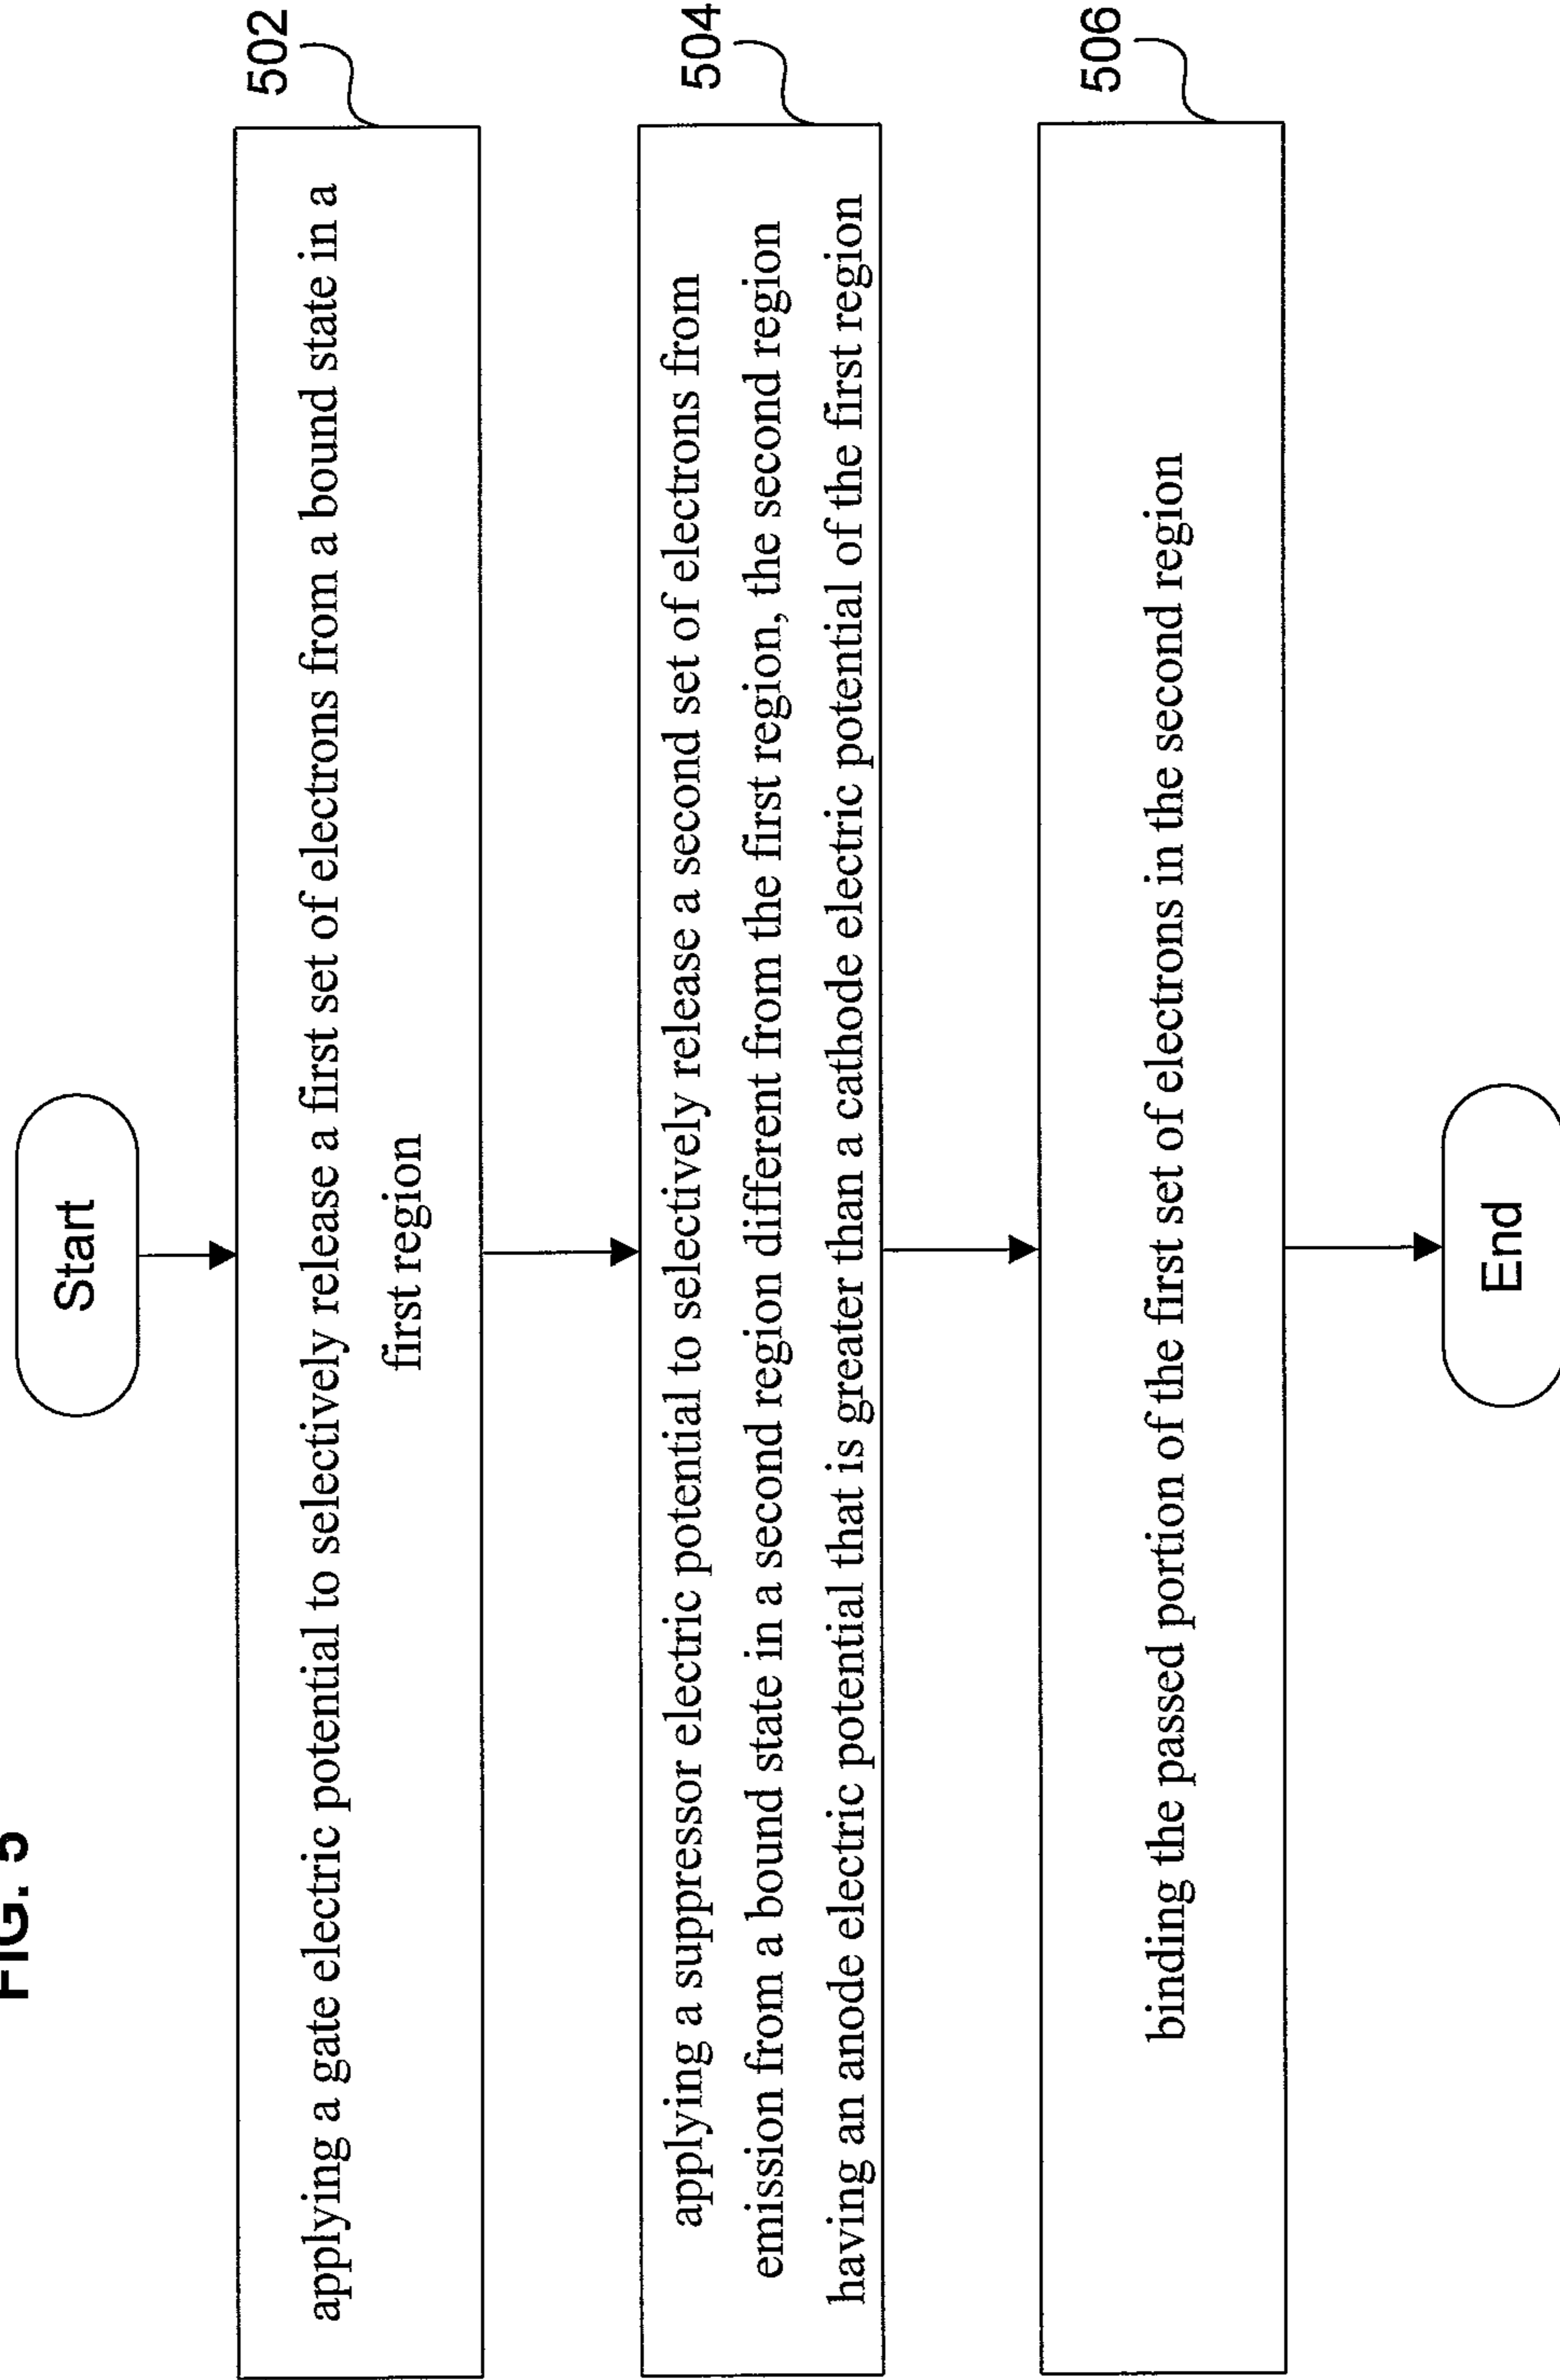 FIG. 5
Start
502
applying a gate electric potential to selectively release a first set of electrons from a bound state in a
first region
504
applying a suppressor electric potential to selectively release a second set of electrons from
emission from a bound state in a second region different from the first region, the second region
having an anode electric potential that is greater than a cathode electric potential of the first region
506
binding the passed portion of the first set of electrons in the second region
End